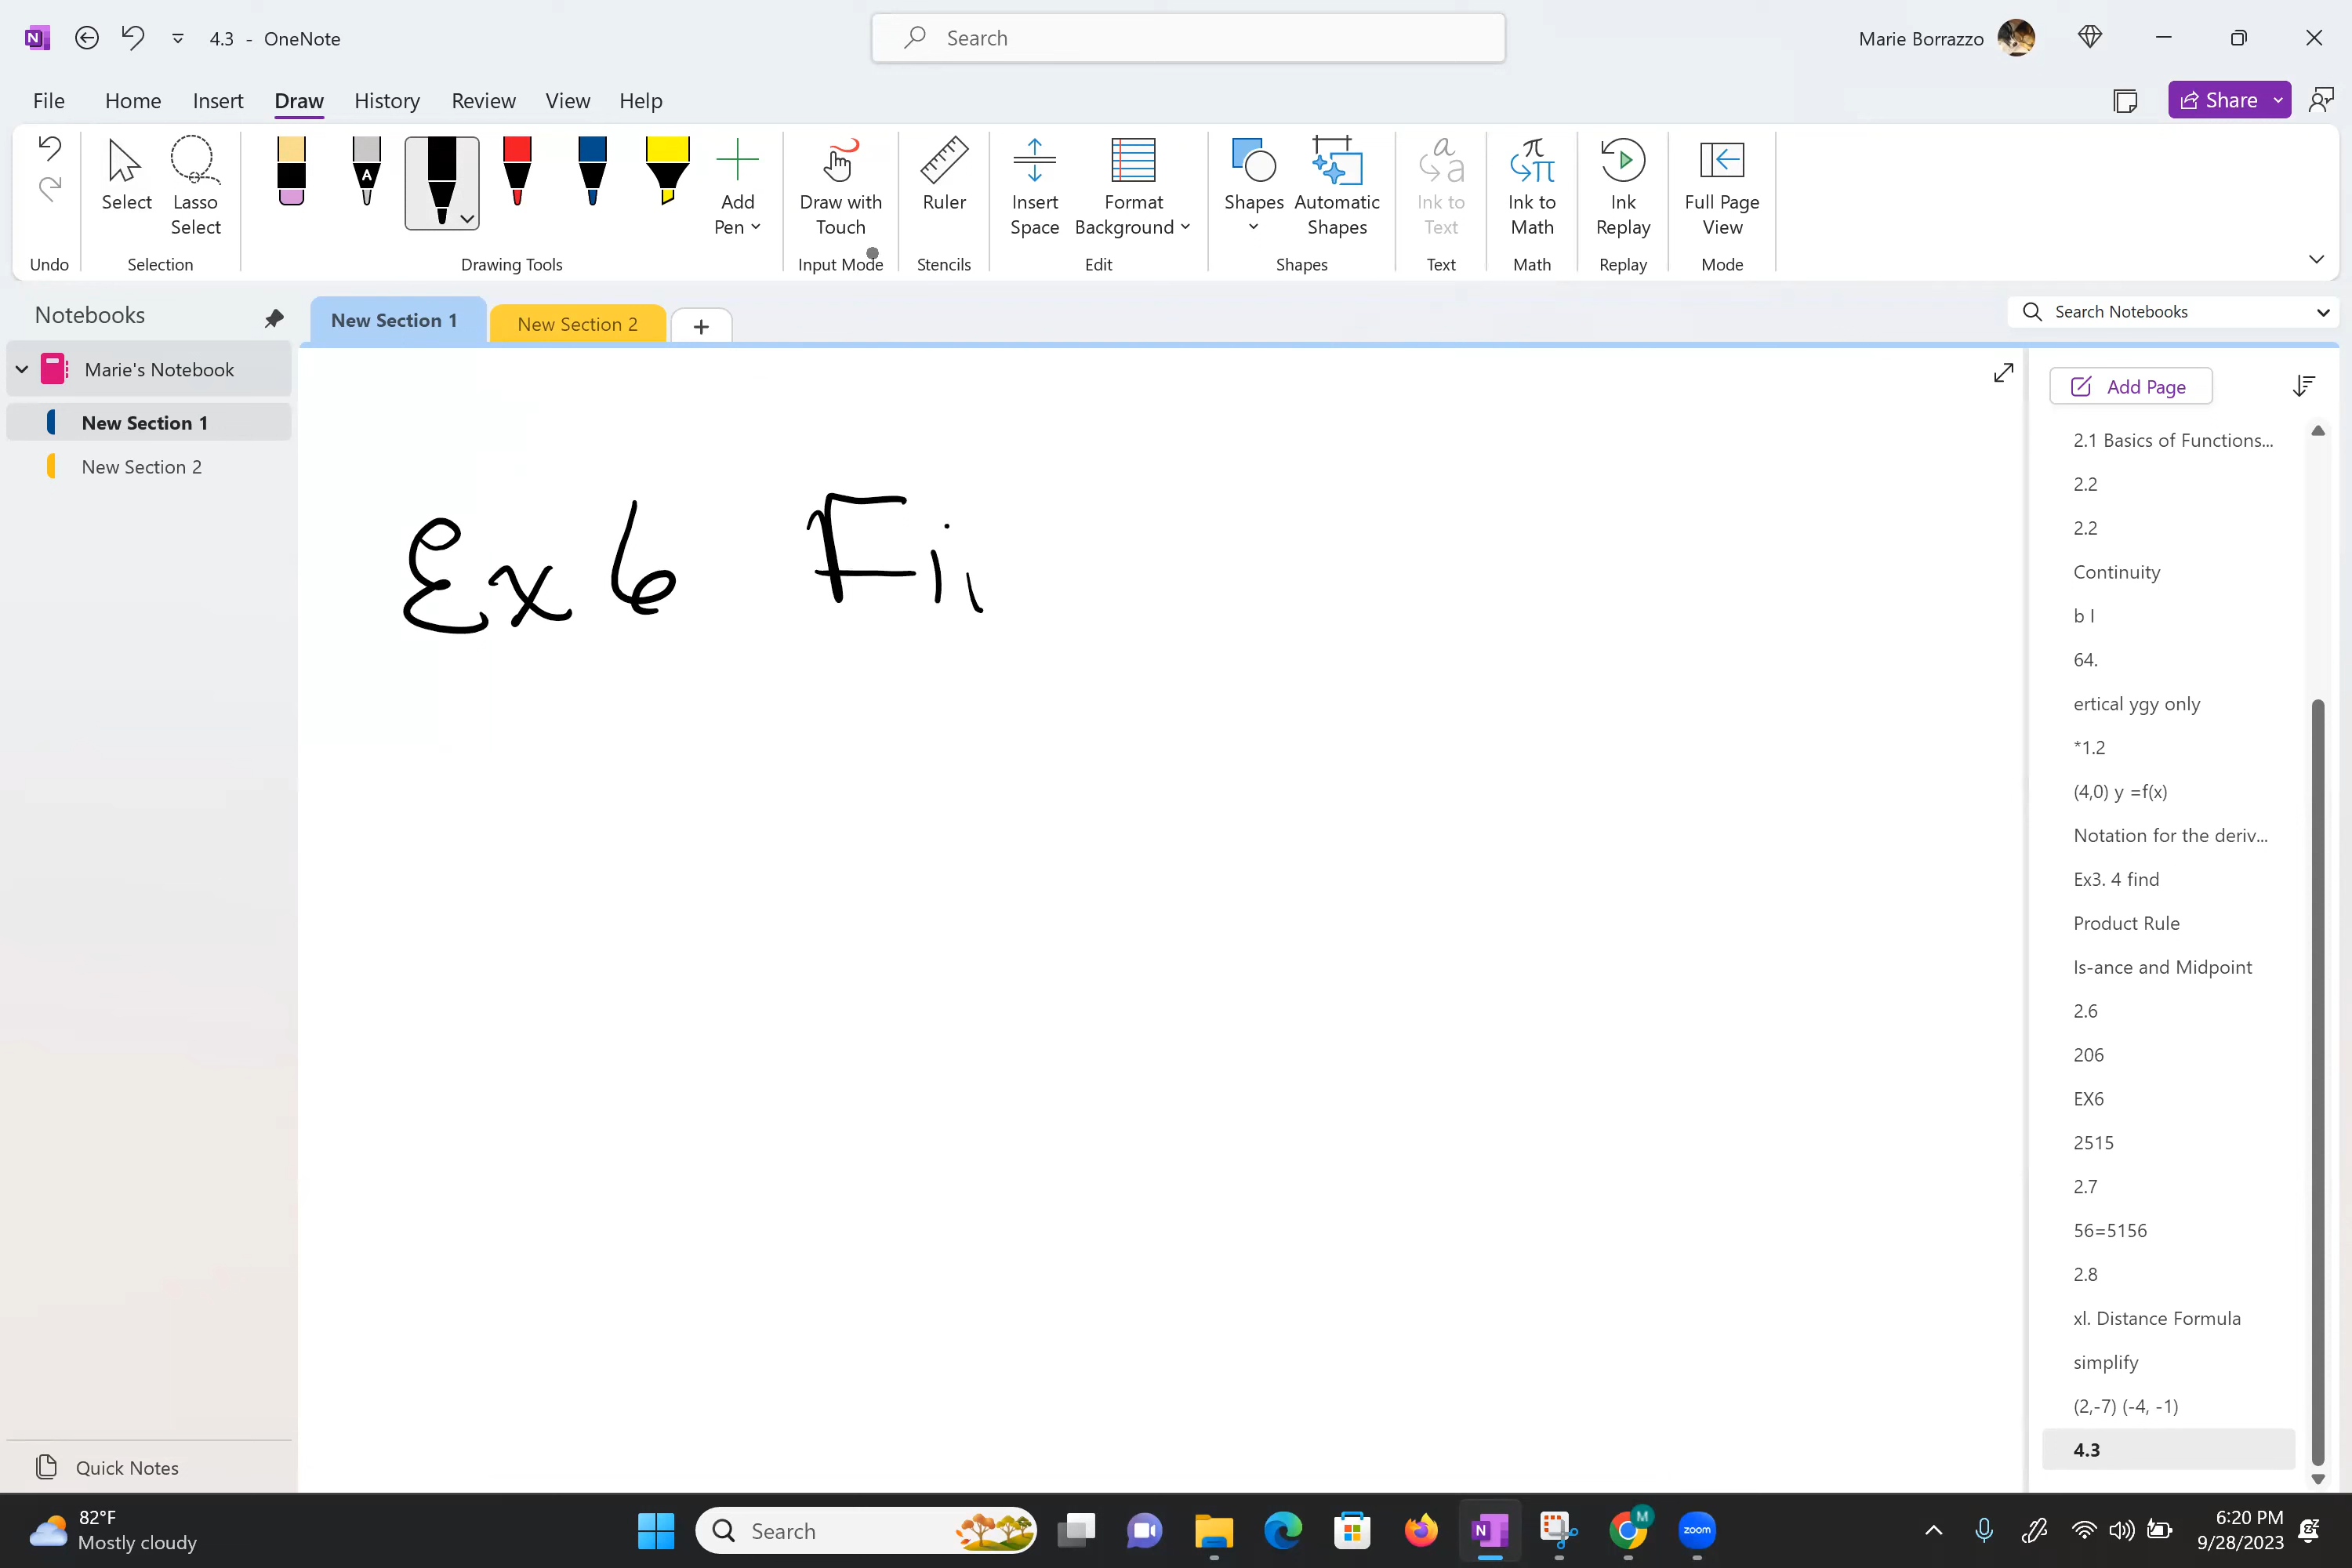 4.3 - OneNote
Search
Marie Borrazzo
File Home Insert Draw History Review View Help
Share
Select
Lasso Select
A
Add Pen
Draw with Touch
Ruler
Insert Space
Format Background
Shapes
Automatic Shapes
Ink to Text
Ink to Math
Ink Replay
Full Page View
Undo Selection Drawing Tools Input Mode Stencils Edit Shapes Text Math Replay Mode
Notebooks
New Section 1 New Section 2 +
Search Notebooks
Marie's Notebook
New Section 1
New Section 2
Ex 6 Fi
Add Page
2.1 Basics of Functions...
2.2
2.2
Continuity
b I
64.
ertical ygy only
*1.2
(4,0) y =f(x)
Notation for the deriv...
Ex3. 4 find
Product Rule
Is-ance and Midpoint
2.6
206
EX6
2515
2.7
56=5156
2.8
xl. Distance Formula
simplify
(2,-7) (-4, -1)
4.3
Quick Notes
82°F
Mostly cloudy
Search
M
zoom
6:20 PM
9/28/2023